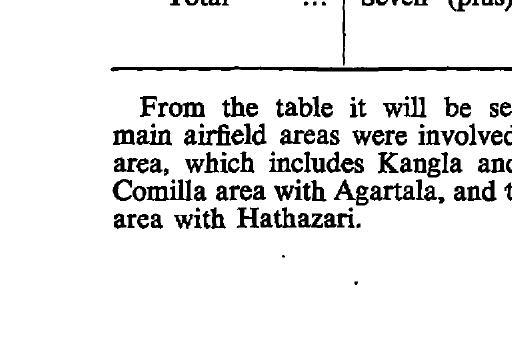 Total ... Seven (plus)
From the table it will be se
main airfield areas were involved
area, which includes Kangla and
Comilla area with Agartala, and t
area with Hathazari.